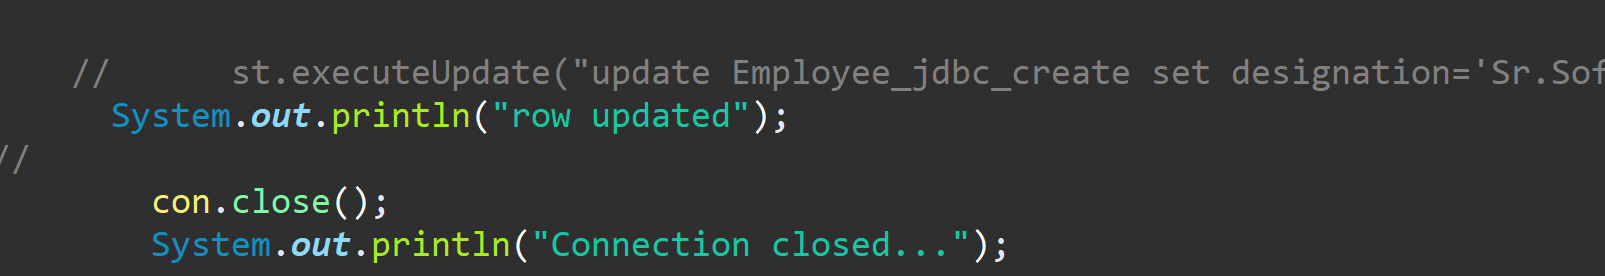 // st.executeUpdate("update Employee_jdbc_create set designation='Sr.Sof
System.out.println("row updated");
//
con.close();
System.out.println("Connection closed...");